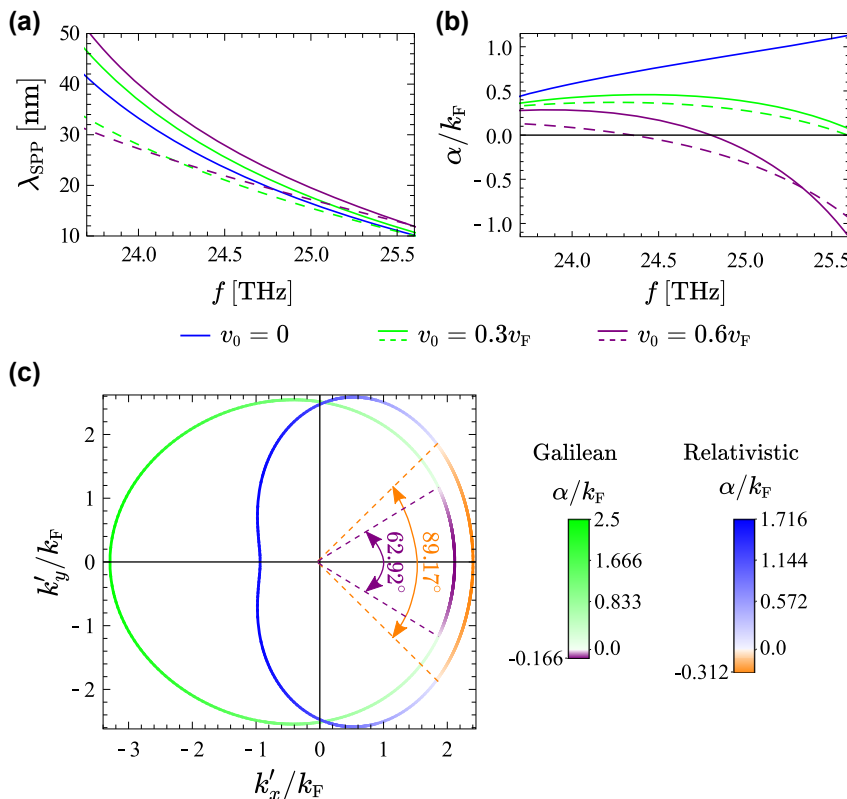 (a)
50
40
30
20
10
λSPP [nm]
24.0 24.5 25.0 25.5
f [THz]
(b)
1.0
0.5
0.0
-0.5
-1.0
α/kF
24.0 24.5 25.0 25.5
f [THz]
v0 = 0 v0 = 0.3vF v0 = 0.6vF
(c)
2
1
0
-1
-2
k′y/kF
-3 -2 -1 0 1 2
k′x/kF
62.92°
89.17°
Galilean
α/kF
2.5
1.666
0.833
0.0
-0.166
Relativistic
α/kF
1.716
1.144
0.572
0.0
-0.312